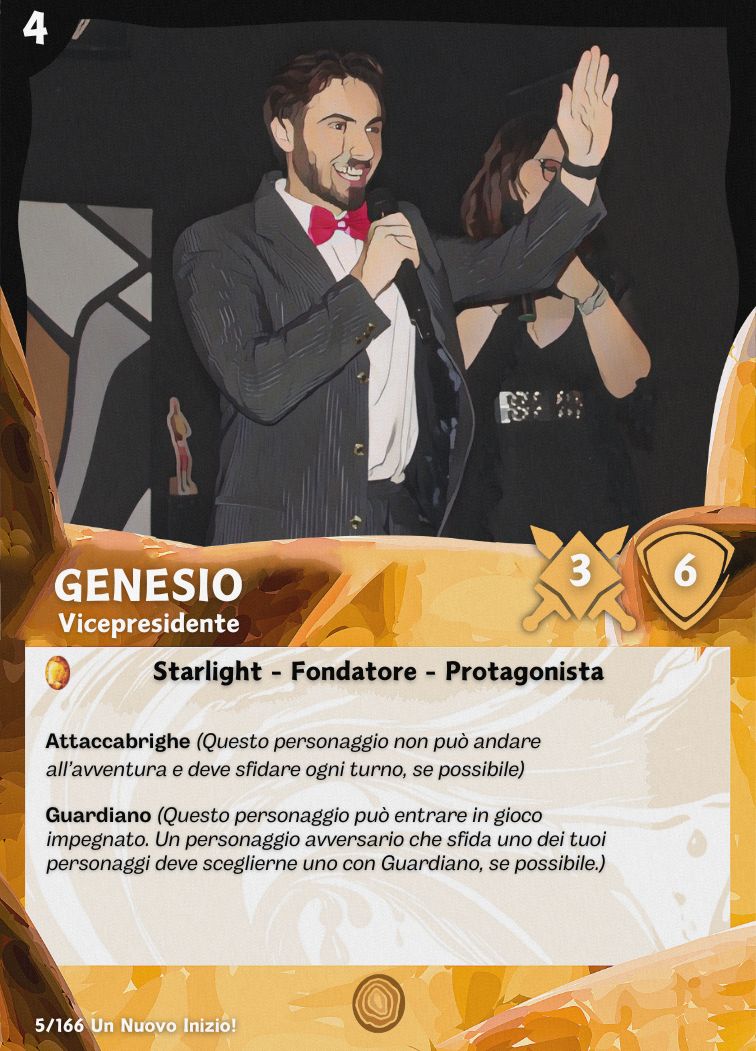 4
GENESIO
Vicepresidente
3
6
Starlight - Fondatore - Protagonista
Attaccabrighe (Questo personaggio non può andare
all’avventura e deve sfidare ogni turno, se possibile)
Guardiano (Questo personaggio può entrare in gioco
impegnato. Un personaggio avversario che sfida uno dei tuoi
personaggi deve sceglierne uno con Guardiano, se possibile.)
5/166 Un Nuovo Inizio!